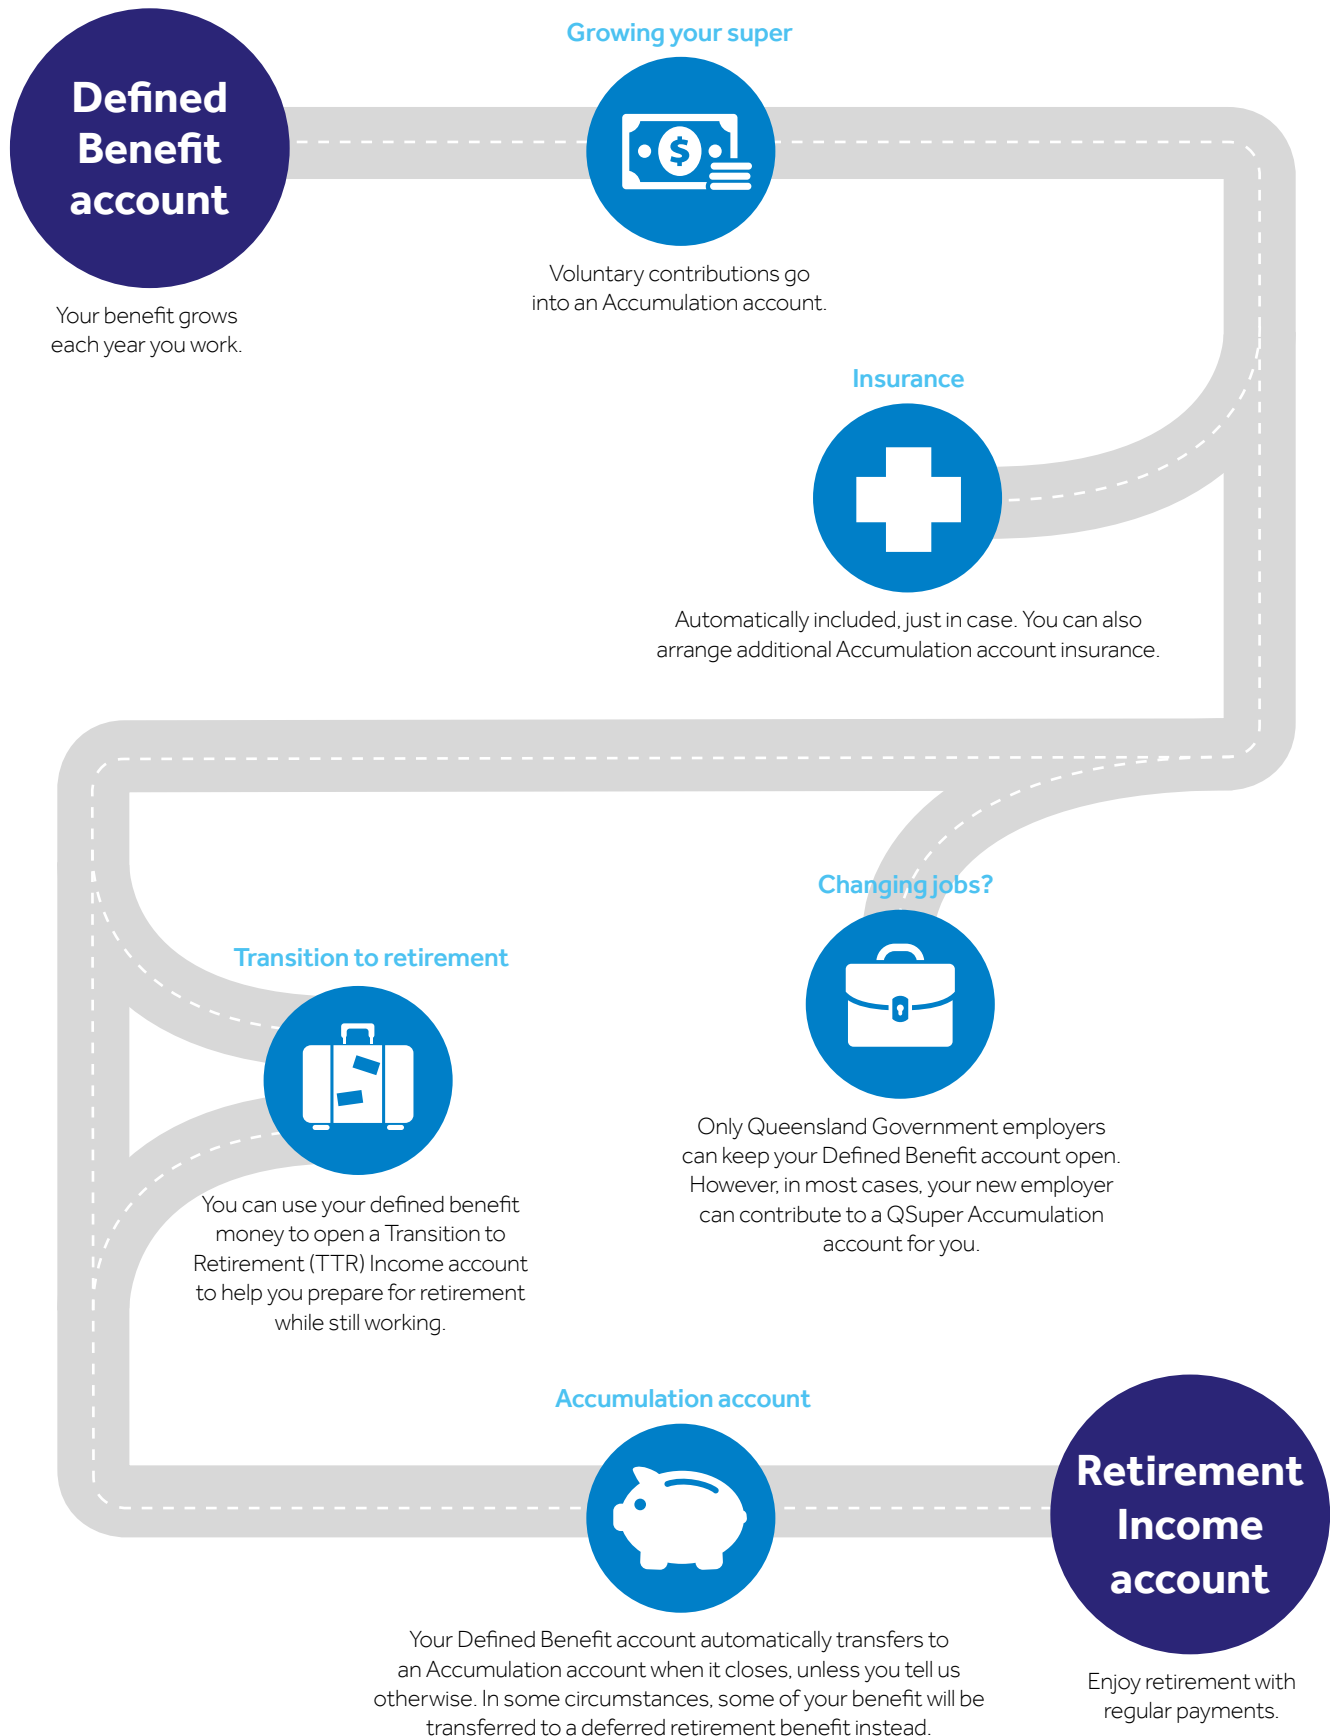 Growing your super
Defined
Benefit
account
Your benefit grows
each year you work.
Voluntary contributions go
into an Accumulation account.
Insurance
Automatically included, just in case. You can also
arrange additional Accumulation account insurance.
Changing jobs?
Only Queensland Government employers
can keep your Defined Benefit account open.
However, in most cases, your new employer
can contribute to a QSuper Accumulation
account for you.
Transition to retirement
You can use your defined benefit
money to open a Transition to
Retirement (TTR) Income account
to help you prepare for retirement
while still working.
Accumulation account
Your Defined Benefit account automatically transfers to
an Accumulation account when it closes, unless you tell us
otherwise. In some circumstances, some of your benefit will be
transferred to a deferred retirement benefit instead.
Retirement
Income
account
Enjoy retirement with
regular payments.